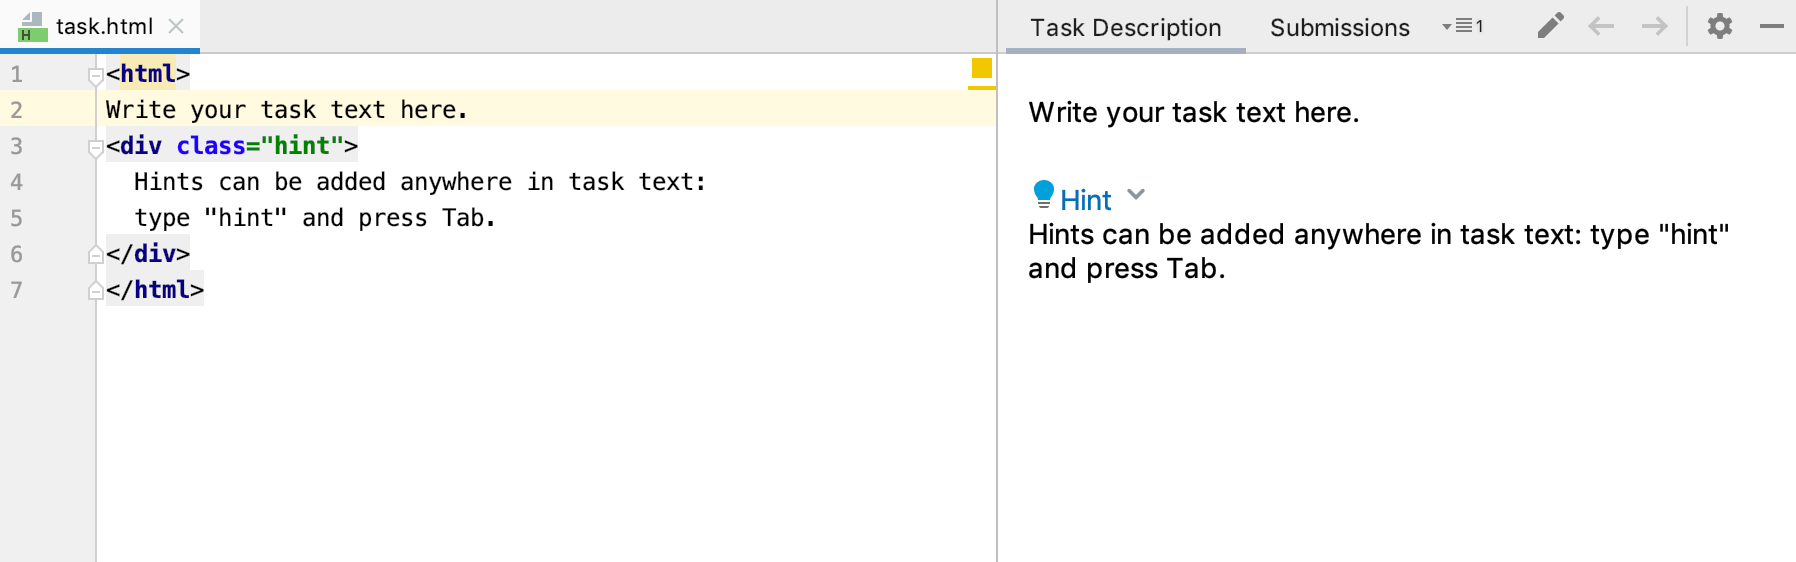 task.html
Task Description
Submissions
1
H
1 <html>
2 Write your task text here.
3 <div class="hint">
4 Hints can be added anywhere in task text:
5 type "hint" and press Tab.
6 </div>
7 </html>
Write your task text here.
Hint
Hints can be added anywhere in task text: type "hint"
and press Tab.